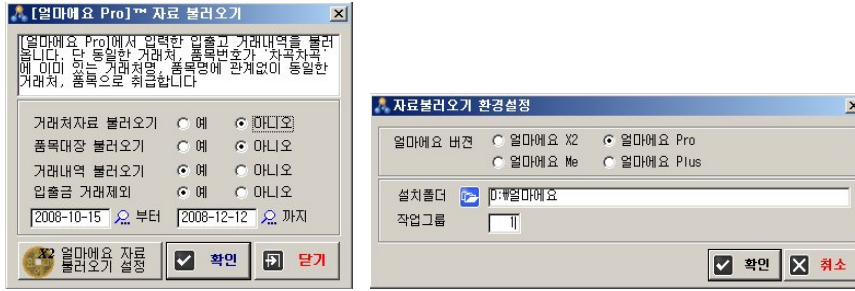 [얼마에요 Pro]™ 자료 불러오기
[얼마에요 Pro]에서 입력한 입출고 거래내역을 불러
옵니다. 단 동일한 거래처, 품목번호가 '차곡차곡'
에 이미 있는 거래처명, 품목명에 관계없이 동일한
거래처, 품목으로 취급합니다
거래처자료 불러오기 예 아니오
품목대장 불러오기 예 아니오
거래내역 불러오기 예 아니오
입출금 거래제외 예 아니오
2008-10-15 부터 2008-12-12 까지
X2 얼마에요 자료
불러오기 설정
확인
닫기
자료불러오기 환경설정
얼마에요 버젼 얼마에요 X2 얼마에요 Pro
얼마에요 Me 얼마에요 Plus
설치폴더 D:₩얼마에요
작업그룹 1
확인
취소